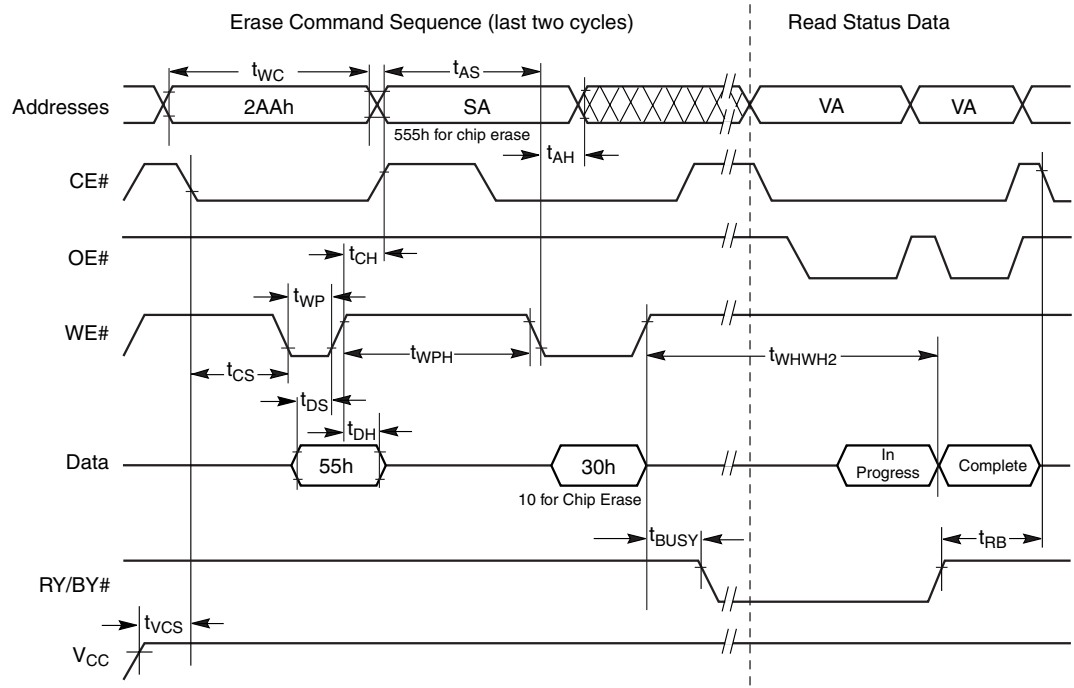 Erase Command Sequence (last two cycles)
Read Status Data
tWC
tAS
Addresses
2AAh
SA
VA
VA
555h for chip erase
tAH
CE#
OE#
tCH
tWP
WE#
tWPH
tWHWH2
tCS
tDS
tDH
Data
55h
30h
In
Progress
Complete
10 for Chip Erase
tBUSY
tRB
RY/BY#
tVCS
VCC